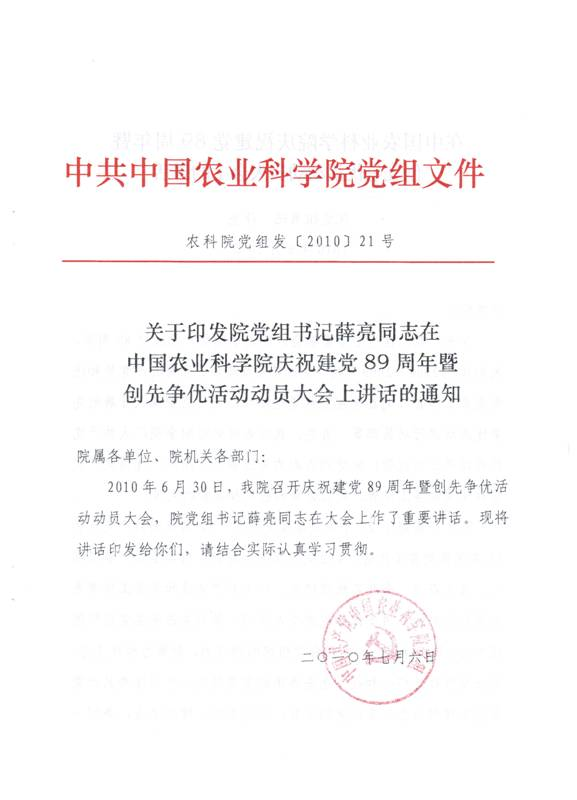 中共中国农业科学院党组文件
农科院党组发〔2010〕21号
关于印发院党组书记薛亮同志在
中国农业科学院庆祝建党89周年暨
创先争优活动动员大会上讲话的通知
院属各单位、院机关各部门：
2010年6月30日，我院召开庆祝建党89周年暨创先争优活
动动员大会，院党组书记薛亮同志在大会上作了重要讲话。现将
讲话印发给你们，请结合实际认真学习贯彻。
二〇一〇年七月六日